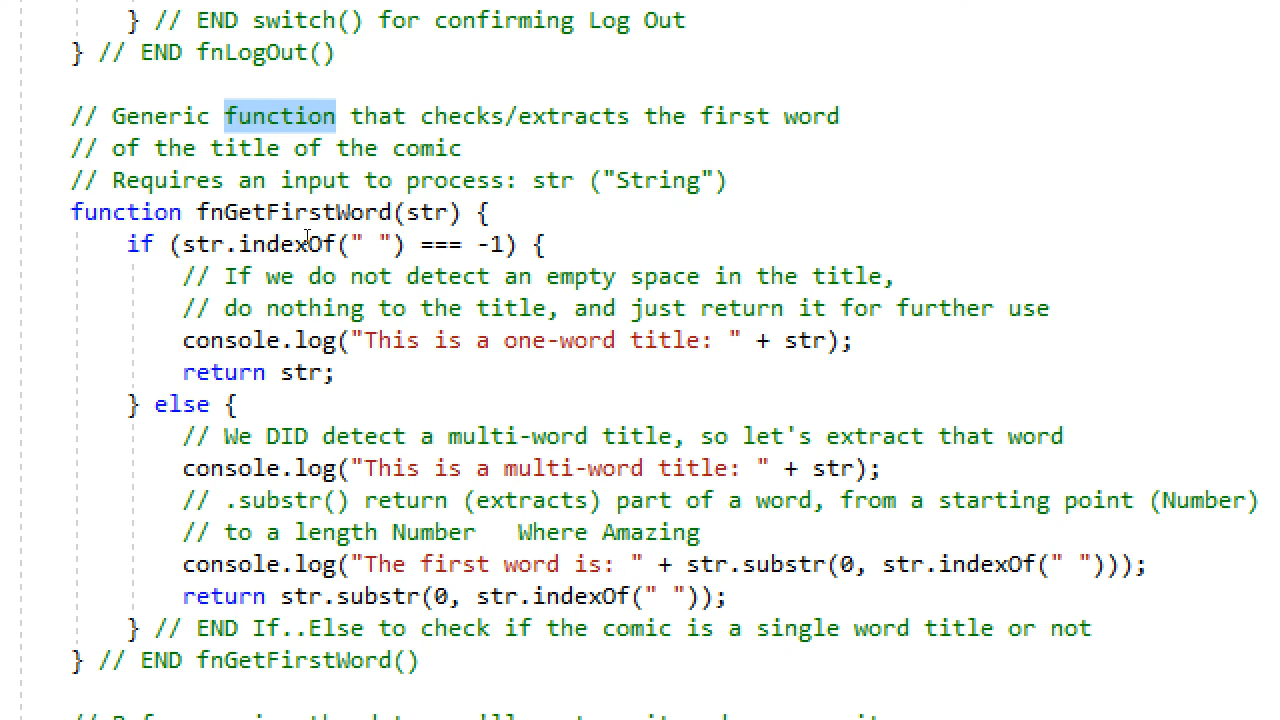 } // END switch() for confirming Log Out
} // END fnLogOut()
// Generic function that checks/extracts the first word
// of the title of the comic
// Requires an input to process: str ("String")
function fnGetFirstWord(str) {
if (str.indexOf(" ") === -1) {
// If we do not detect an empty space in the title,
// do nothing to the title, and just return it for further use
console.log("This is a one-word title: " + str);
return str;
} else {
// We DID detect a multi-word title, so let's extract that word
console.log("This is a multi-word title: " + str);
// .substr() return (extracts) part of a word, from a starting point (Number)
// to a length Number   Where Amazing
console.log("The first word is: " + str.substr(0, str.indexOf(" ")));
return str.substr(0, str.indexOf(" "));
} // END If..Else to check if the comic is a single word title or not
} // END fnGetFirstWord()